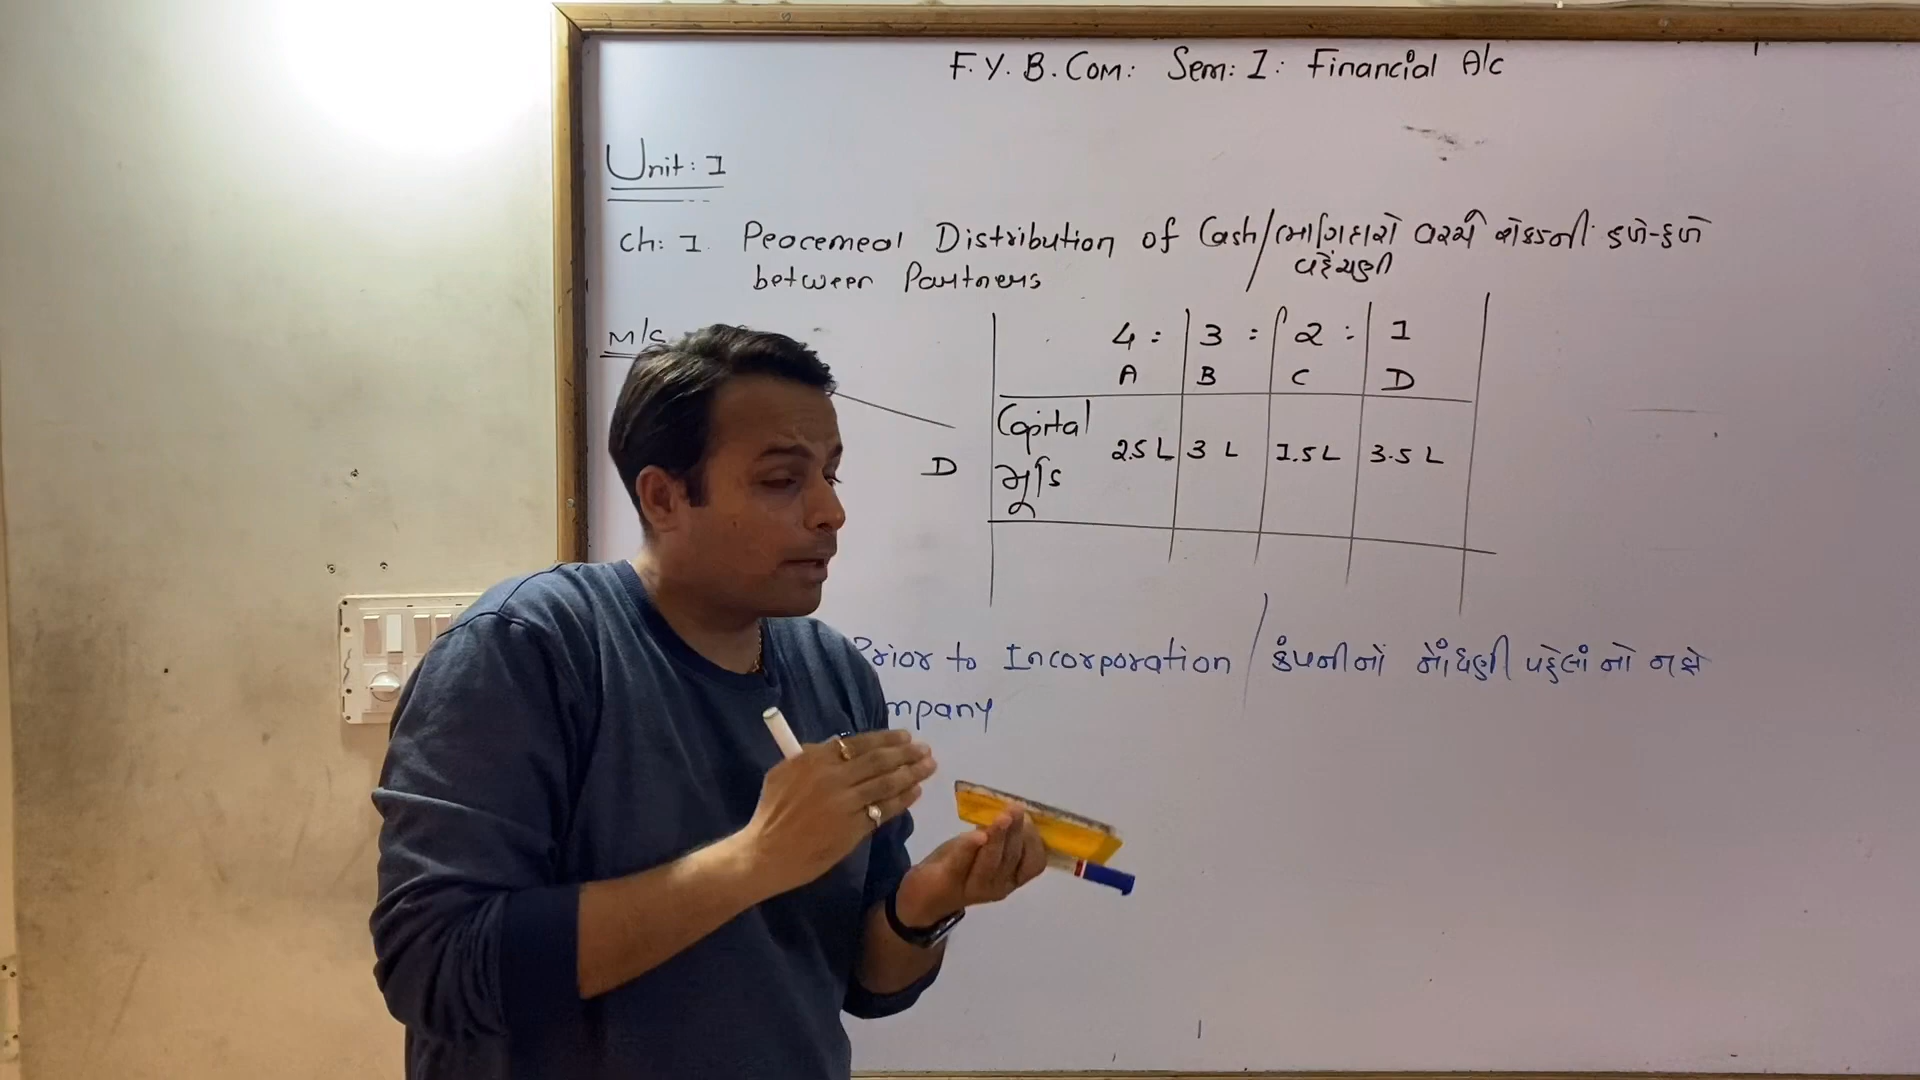 F.Y.B.Com: Sem: I: Financial A/c
Unit: I
Ch: 1. Peacemeal Distribution of Cash/ભાગિદારો વચ્ચે રોકડની હપ્તે-હપ્તે
between Partners વહેંચણી
M/s
4 : 3 : 2 : 1
A B C D
Capital
D 2.5 L 3 L 1.5 L 3.5 L
મૂડિ
Prior to Incorporation / કંપનીનોં નોંધણી પહેલાં નો નફો
mpany